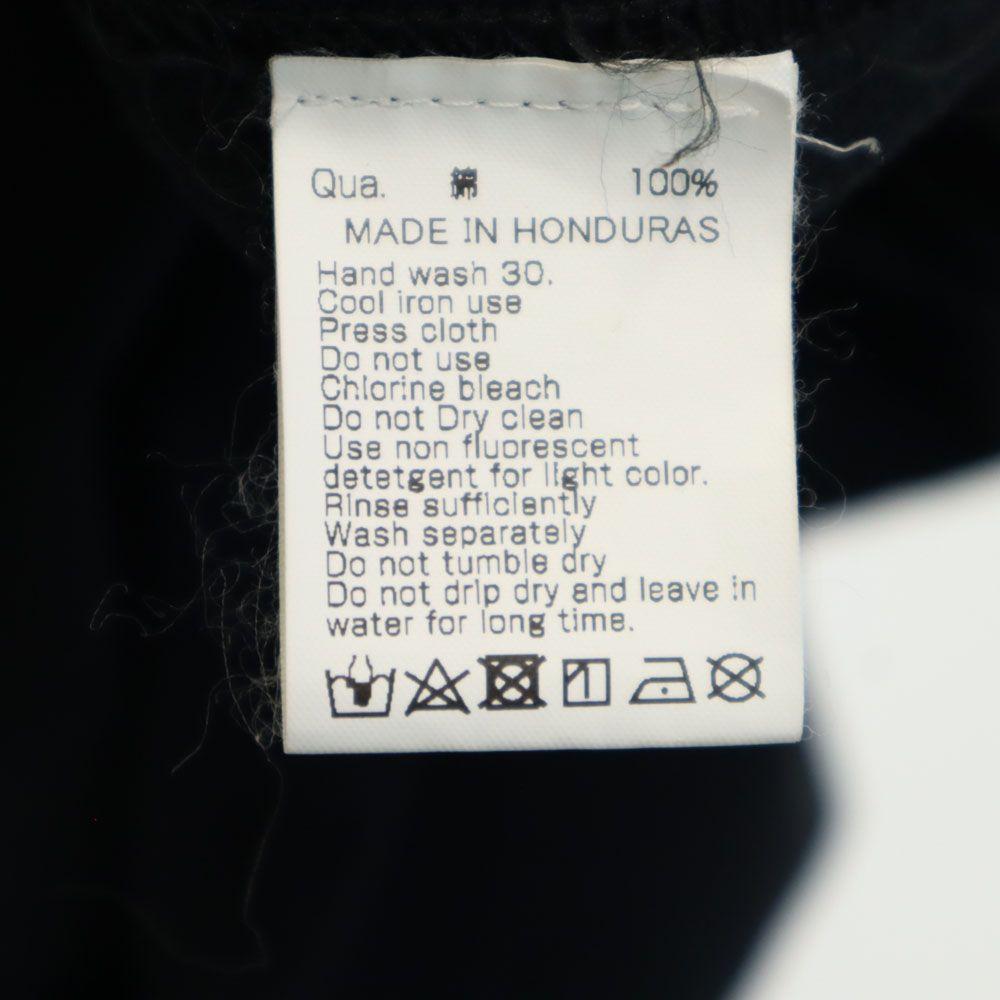 Qua. 綿 100%
MADE IN HONDURAS
Hand wash 30.
Cool iron use
Press cloth
Do not use
Chlorine bleach
Do not Dry clean
Use non fluorescent
detetgent for light color.
Rinse sufficiently
Wash separately
Do not tumble dry
Do not drip dry and leave in
water for long time.